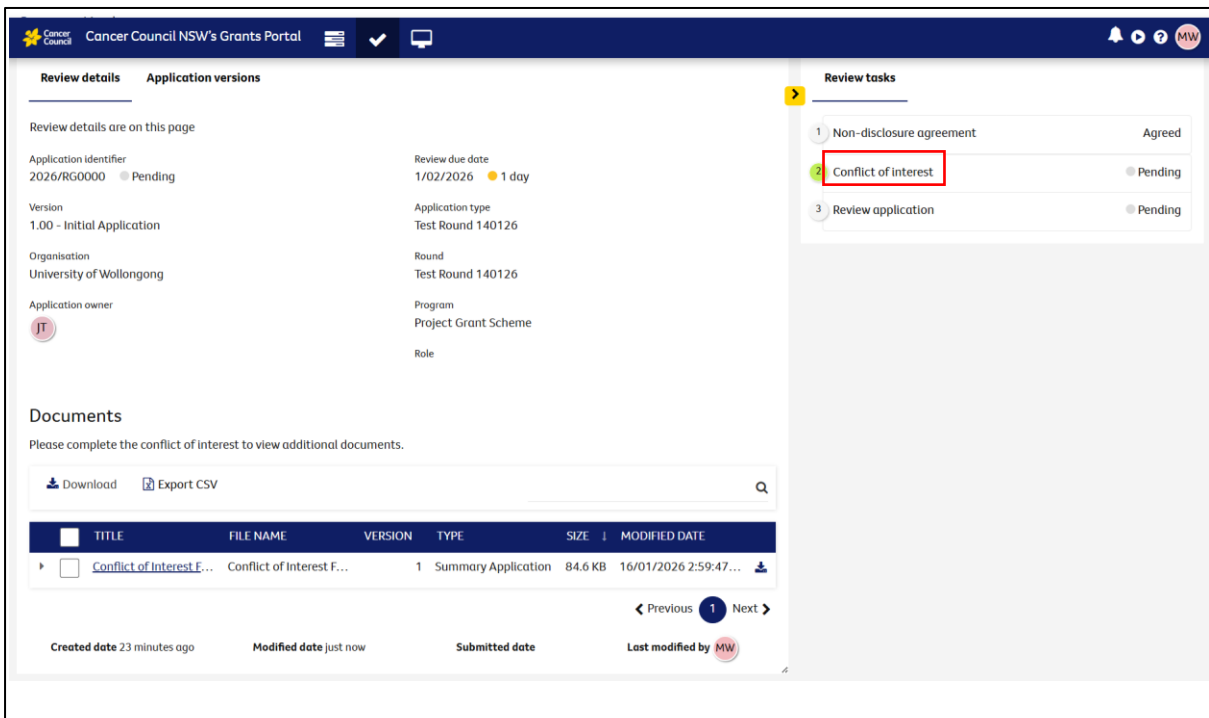 Cancer Council
Cancer Council NSW's Grants Portal
MW
Review details Application versions
Review details are on this page
Application identifier
2026/RG0000 Pending
Review due date
1/02/2026 1 day
Version
1.00 - Initial Application
Application type
Test Round 140126
Organisation
University of Wollongong
Round
Test Round 140126
Application owner
JT
Program
Project Grant Scheme
Role
Documents
Please complete the conflict of interest to view additional documents.
Download Export CSV
TITLE FILE NAME VERSION TYPE SIZE ↓ MODIFIED DATE
Conflict of Interest F... Conflict of Interest F... 1 Summary Application 84.6 KB 16/01/2026 2:59:47...
Previous 1 Next
Created date 23 minutes ago Modified date just now Submitted date Last modified by MW
Review tasks
1 Non-disclosure agreement Agreed
2 Conflict of interest Pending
3 Review application Pending